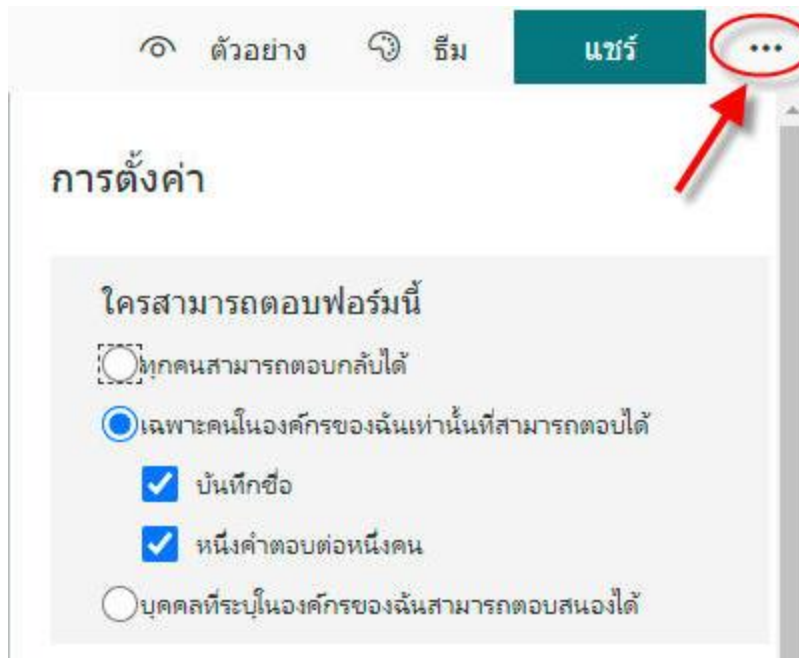 ตัวอย่าง ธีม แชร์ ...
การตั้งค่า
ใครสามารถตอบฟอร์มนี้
ทุกคนสามารถตอบกลับได้
เฉพาะคนในองค์กรของฉันเท่านั้นที่สามารถตอบได้
บันทึกชื่อ
หนึ่งคำตอบต่อหนึ่งคน
บุคคลที่ระบุในองค์กรของฉันสามารถตอบสนองได้